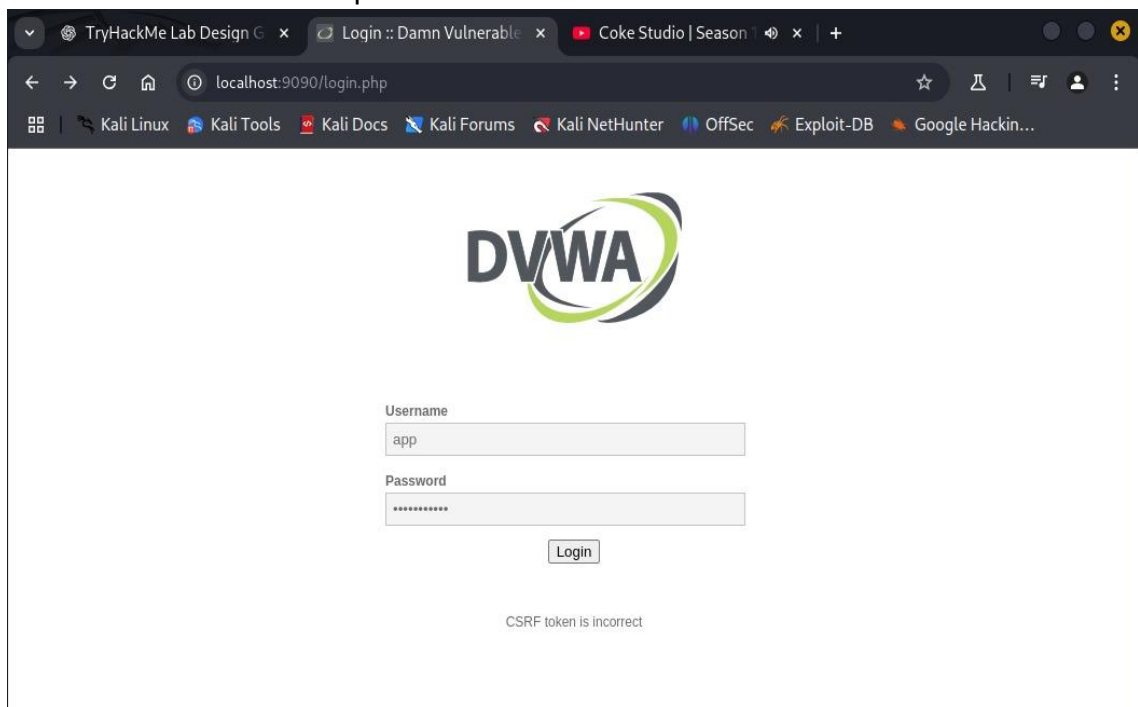 TryHackMe Lab Design G
Login :: Damn Vulnerable
Coke Studio | Season 1
localhost:9090/login.php
Kali Linux
Kali Tools
Kali Docs
Kali Forums
Kali NetHunter
OffSec
Exploit-DB
Google Hackin...
DVWA
Username
app
Password
•••••••••••
Login
CSRF token is incorrect